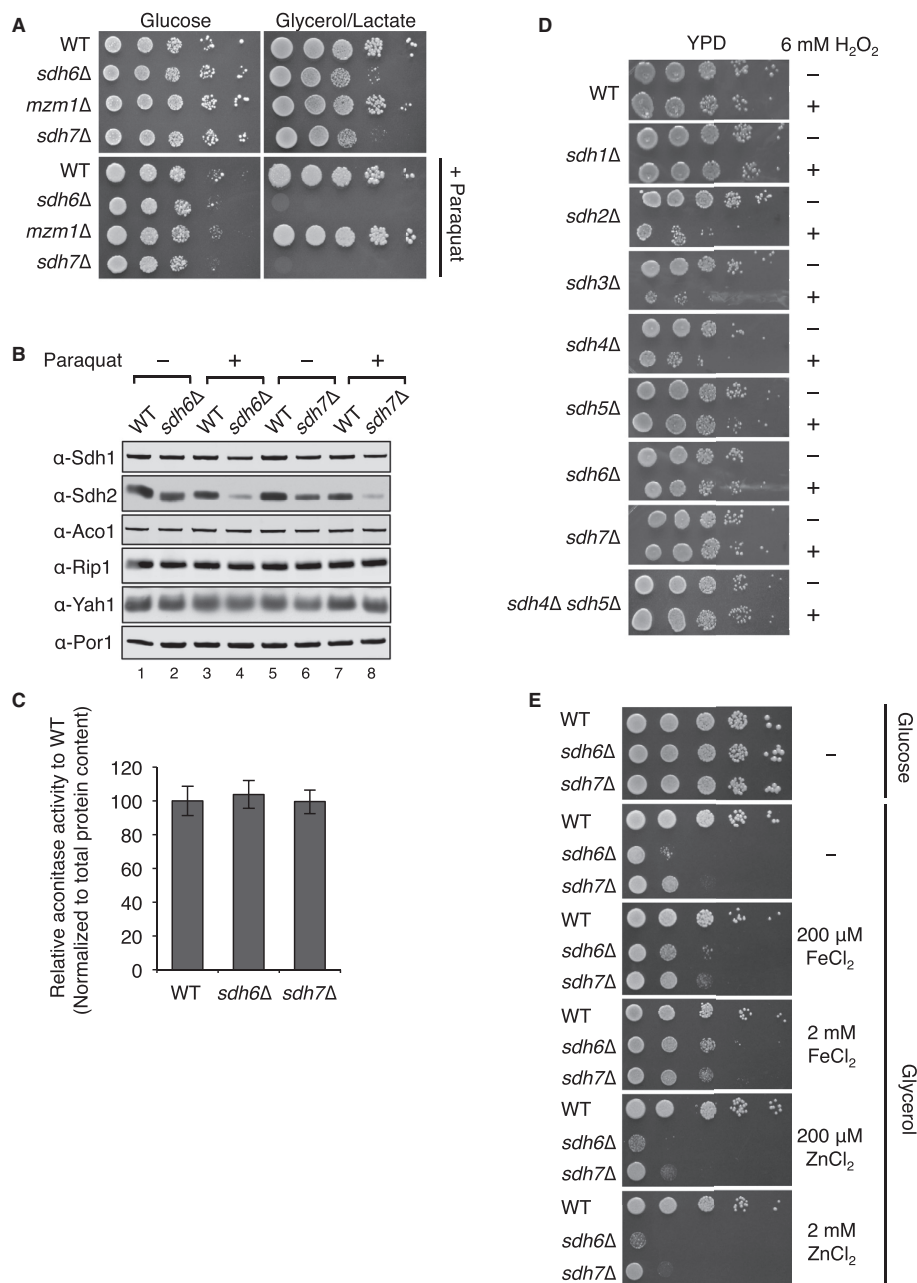 A
Glucose Glycerol/Lactate
WT
sdh6Δ
mzm1Δ
sdh7Δ
WT
sdh6Δ
mzm1Δ
sdh7Δ
+ Paraquat
B
Paraquat – + – +
WT sdh6Δ WT sdh6Δ WT sdh7Δ WT sdh7Δ
α-Sdh1
α-Sdh2
α-Aco1
α-Rip1
α-Yah1
α-Por1
1 2 3 4 5 6 7 8
C
Relative aconitase activity to WT
(Normalized to total protein content)
120
100
80
60
40
20
0
WT sdh6Δ sdh7Δ
D
YPD 6 mM H₂O₂
WT – +
sdh1Δ – +
sdh2Δ – +
sdh3Δ – +
sdh4Δ – +
sdh5Δ – +
sdh6Δ – +
sdh7Δ – +
sdh4Δ sdh5Δ – +
E
WT
sdh6Δ –
sdh7Δ
Glucose
WT
sdh6Δ –
sdh7Δ
WT
sdh6Δ 200 µM
sdh7Δ FeCl₂
WT
sdh6Δ 2 mM
sdh7Δ FeCl₂
WT
sdh6Δ 200 µM
sdh7Δ ZnCl₂
WT
sdh6Δ 2 mM
sdh7Δ ZnCl₂
Glycerol